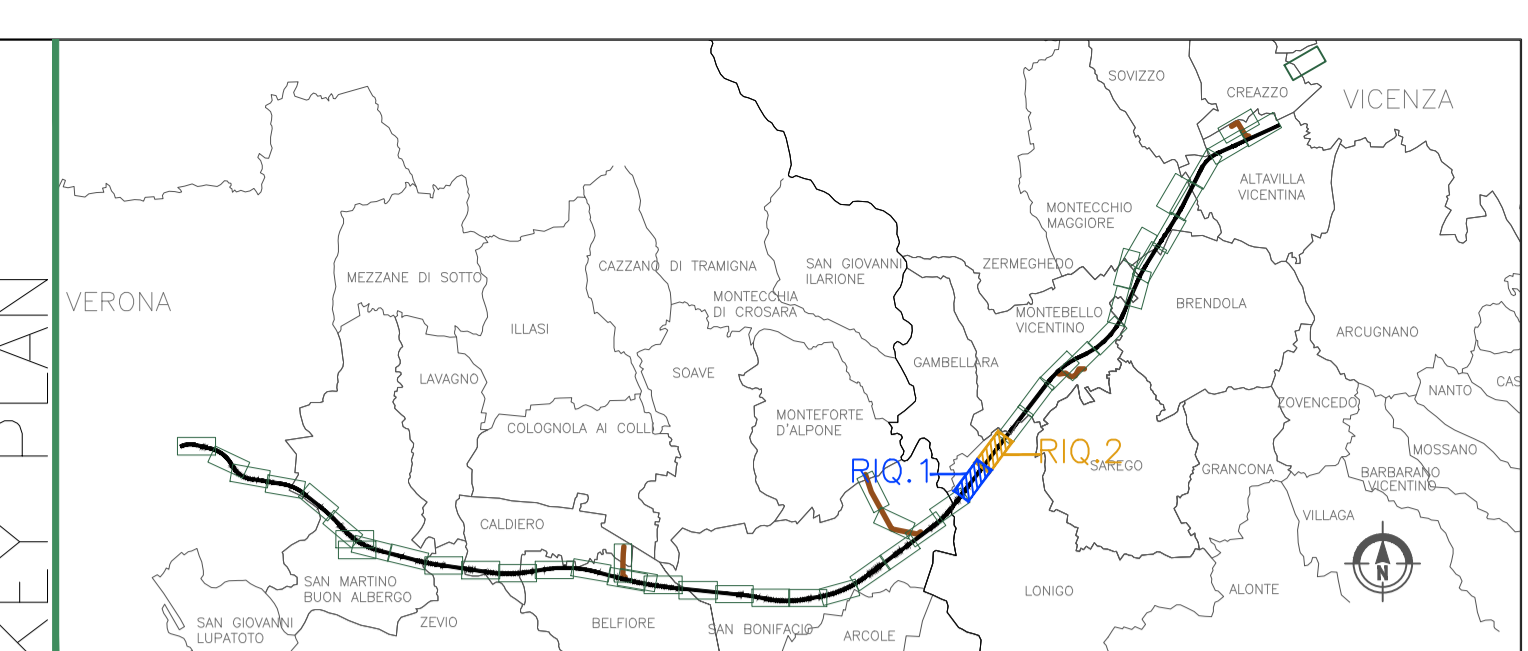 KEY PLAN
SOVIZZO
CREAZZO
VICENZA
ALTAVILLA
VICENTINA
MONTECCHIO
MAGGIORE
MEZZANE DI SOTTO
CAZZANO DI TRAMIGNA
SAN GIOVANNI
ILARIONE
ZERMEGHEDO
VERONA
MONTECCHIA
DI CROSARA
BRENDOLA
MONTEBELLO
VICENTINO
ILLASI
ARCUGNANO
GAMBELLARA
LAVAGNO
SOAVE
CAS
NANTO
ZOVENCEDO
MONTEFORTE
D'ALPONE
COLOGNOLA AI COLLI
MOSSANO
RIQ.2
RIQ.1
SAREGO
GRANCONA
BARBARANO
VICENTINO
CALDIERO
VILLAGA
N
SAN MARTINO
BUON ALBERGO
LONIGO
ALONTE
SAN GIOVANNI
LUPATOTO
ZEVIO
BELFIORE
SAN BONIFACIO
ARCOLE